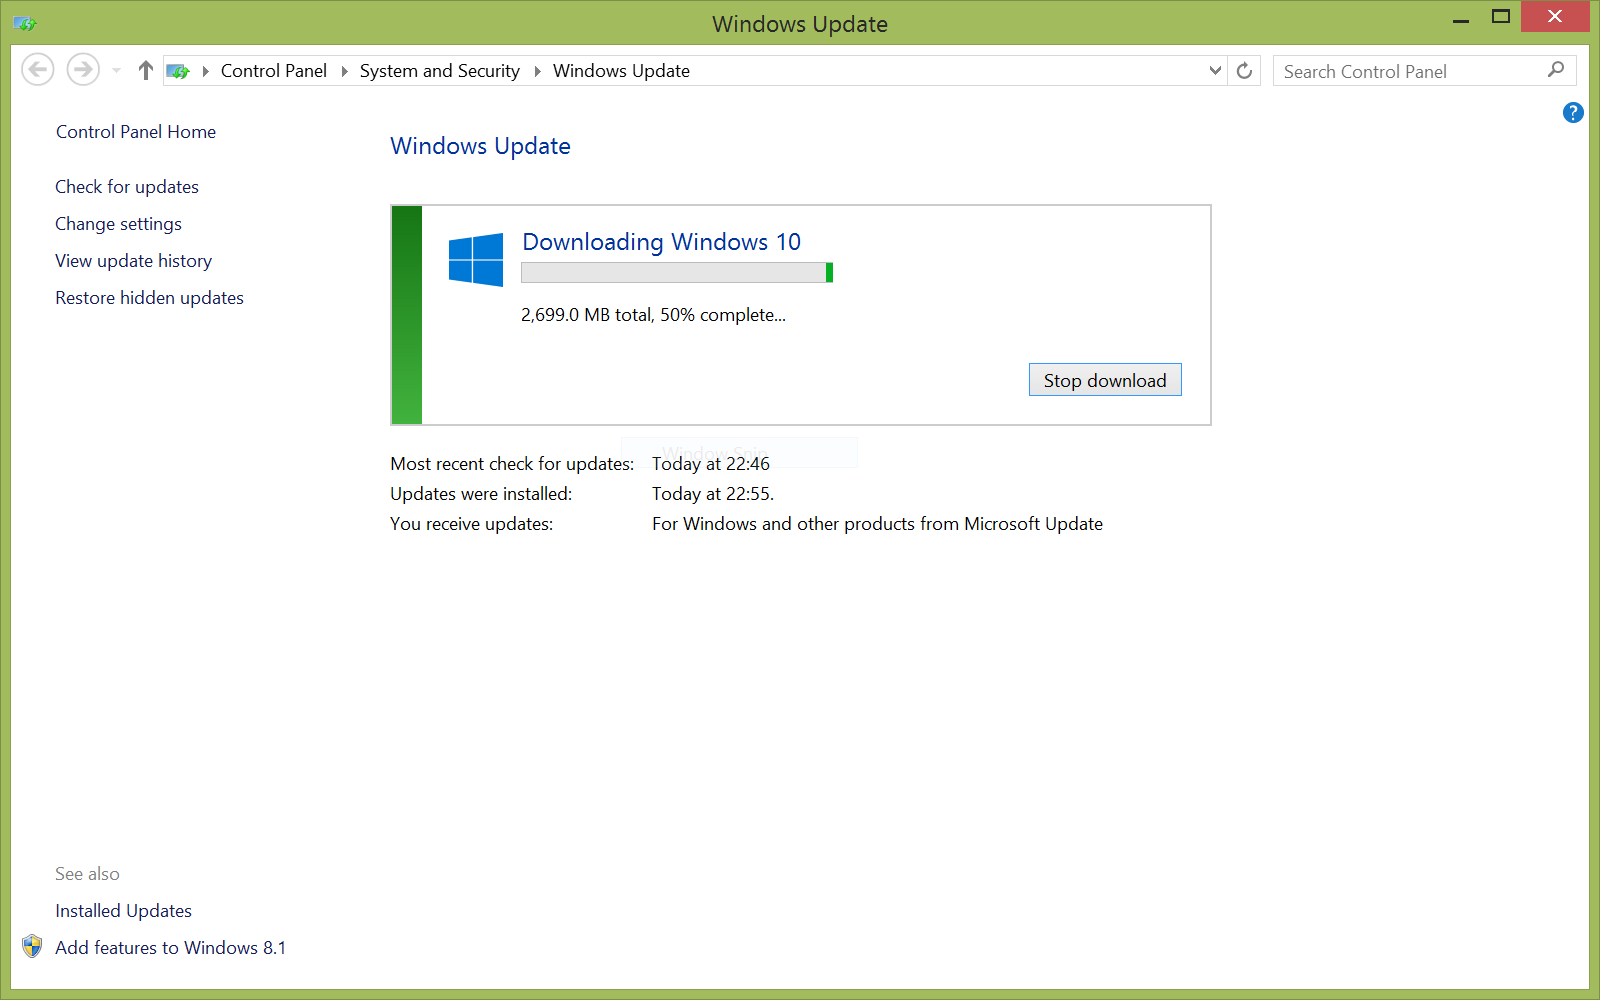 Windows Update
Control Panel
System and Security
Windows Update
Search Control Panel
?
Control Panel Home
Check for updates
Change settings
View update history
Restore hidden updates
Windows Update
Downloading Windows 10
2,699.0 MB total, 50% complete...
Stop download
Window Snip
Most recent check for updates: Today at 22:46
Updates were installed: Today at 22:55.
You receive updates: For Windows and other products from Microsoft Update
See also
Installed Updates
Add features to Windows 8.1